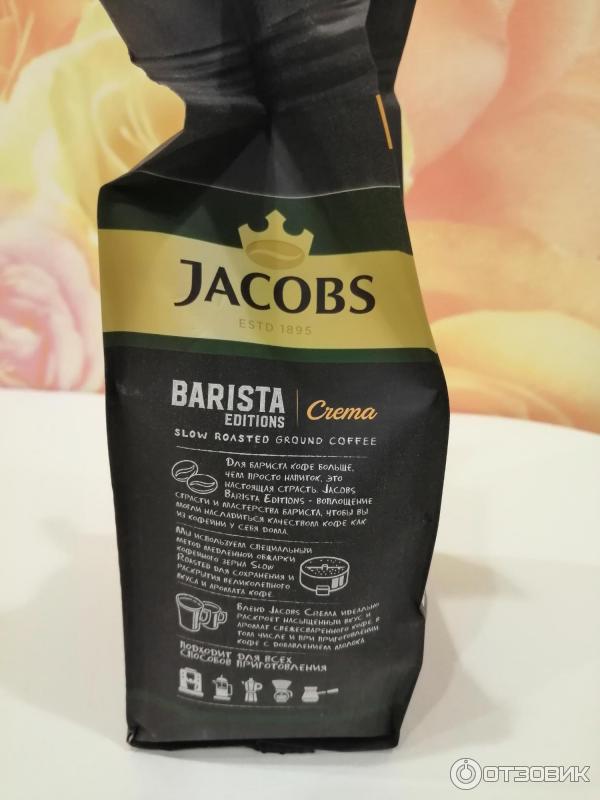 JACOBS
ESTD 1895
BARISTA
EDITIONS
Crema
SLOW ROASTED GROUND COFFEE
Для бариста кофе больше,
чем просто напиток, это
настоящая страсть. Jacobs
Barista Editions - воплощение
страсти и мастерства бариста, чтобы вы
могли насладиться качеством кофе как
из кофейни у себя дома.
Мы используем специальный
метод медленной обжарки
кофейного зерна Slow
Roasted для сохранения и
раскрытия великолепного
вкуса и аромата кофе.
Бленд Jacobs Crema идеально
раскроет насыщенный вкус и
аромат свежесваренного кофе, в
том числе и при приготовлении
кофе с добавлением молока.
Подходит для всех
способов приготовления
ОТЗОВИК